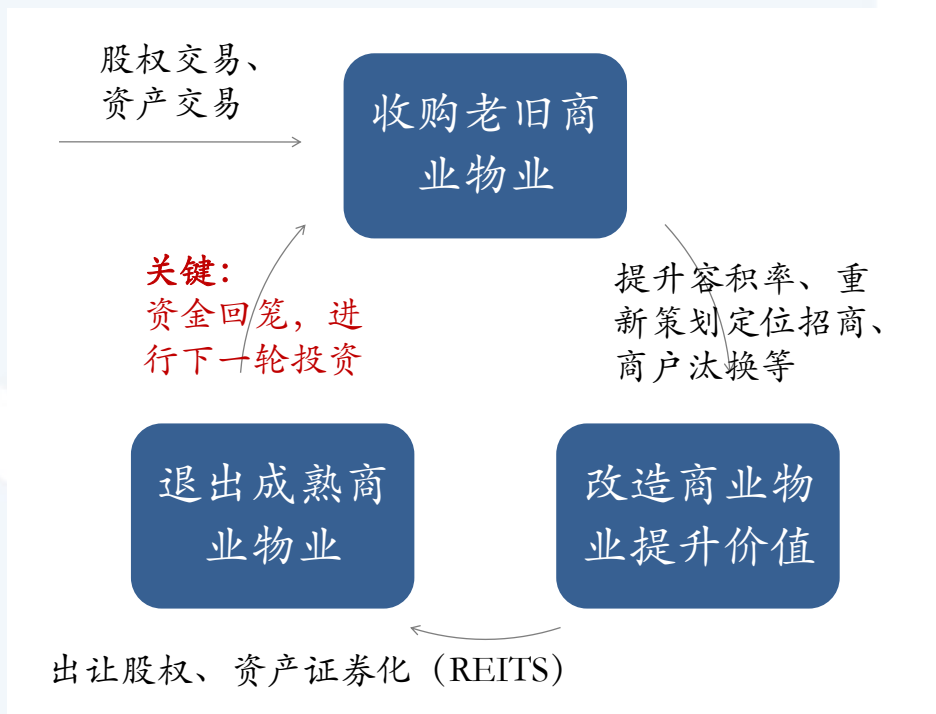 股权交易、
资产交易
收购老旧商
业物业
关键：
资金回笼，进
行下一轮投资
提升容积率、重
新策划定位招商、
商户汰换等
退出成熟商
业物业
改造商业物
业提升价值
出让股权、资产证券化（REITS）